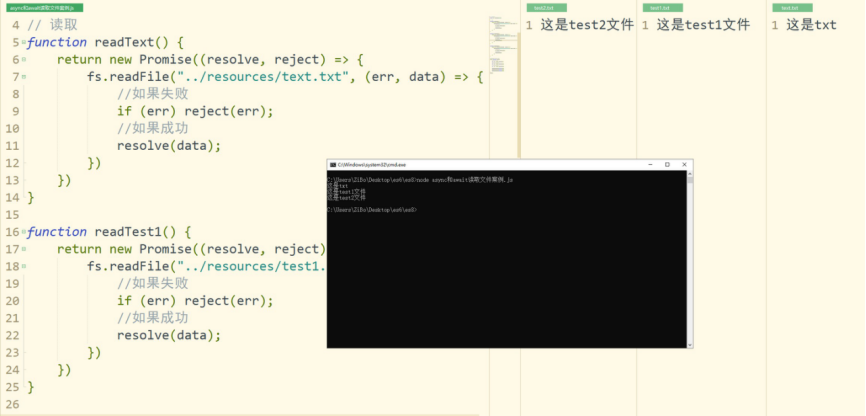 async和await读取文件案例.js
4 // 读取
5 function readText() {
6 return new Promise((resolve, reject) => {
7 fs.readFile("../resources/text.txt", (err, data) => {
8 //如果失败
9 if (err) reject(err);
10 //如果成功
11 resolve(data);
12 })
13 })
14 }
15
16 function readTest1() {
17 return new Promise((resolve, reject)
18 fs.readFile("../resources/test1.
19 //如果失败
20 if (err) reject(err);
21 //如果成功
22 resolve(data);
23 })
24 })
25 }
26
test2.txt
1 这是test2文件
test1.txt
1 这是test1文件
text.txt
1 这是txt
C:\Windows\system32\cmd.exe
C:\Users\ZiBo\Desktop\es6\es8>node async和await读取文件案例.js
这是txt
这是test1文件
这是test2文件
C:\Users\ZiBo\Desktop\es6\es8>